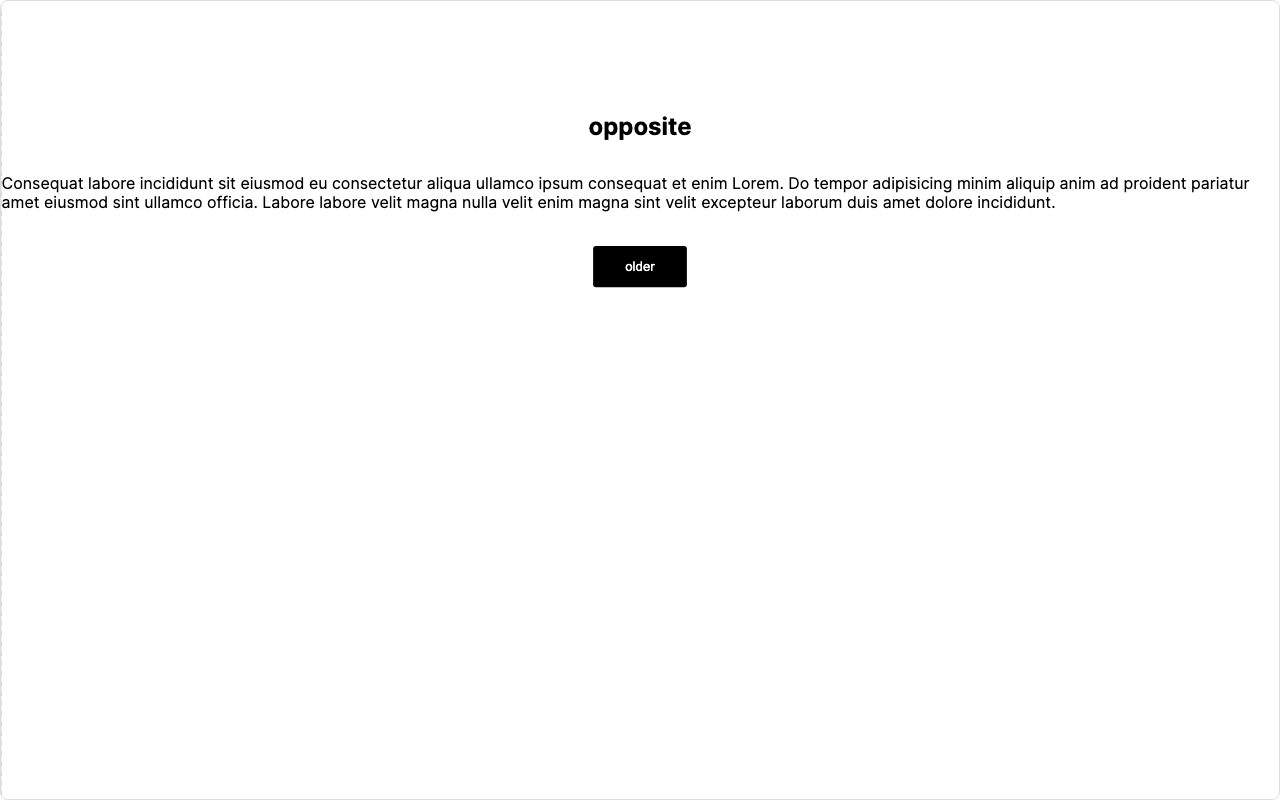 opposite
Consequat labore incididunt sit eiusmod eu consectetur aliqua ullamco ipsum consequat et enim Lorem. Do tempor adipisicing minim aliquip anim ad proident pariatur
amet eiusmod sint ullamco officia. Labore labore velit magna nulla velit enim magna sint velit excepteur laborum duis amet dolore incididunt.
older